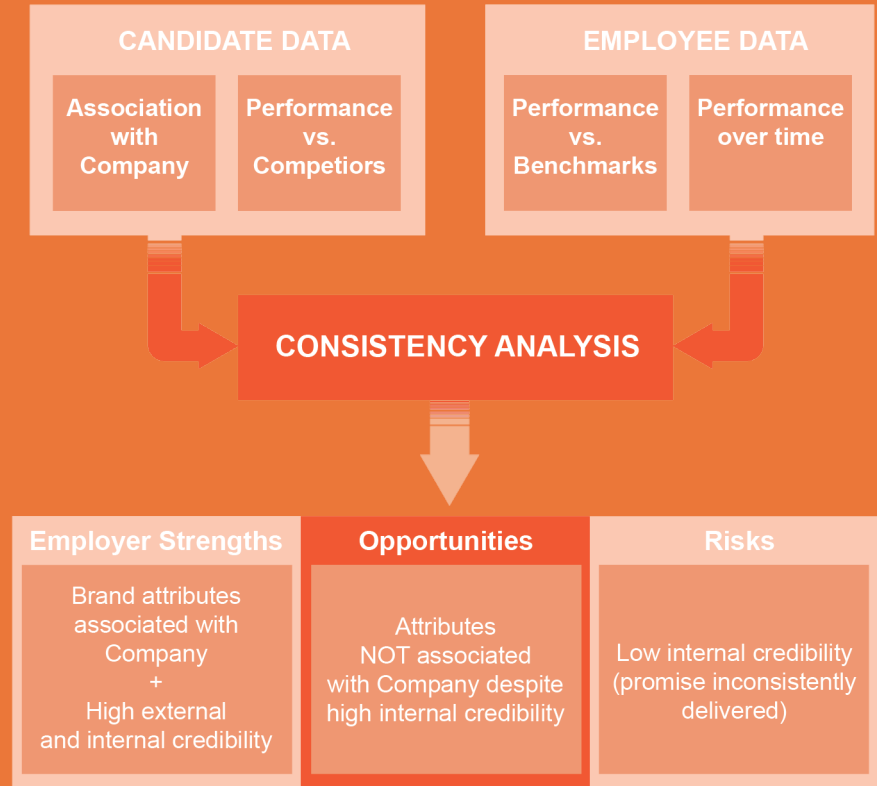 CANDIDATE DATA
Association
with
Company
Performance
vs.
Competiors
EMPLOYEE DATA
Performance
vs.
Benchmarks
Performance
over time
CONSISTENCY ANALYSIS
Employer Strengths
Brand attributes
associated with
Company
+
High external
and internal credibility
Opportunities
Attributes
NOT associated
with Company despite
high internal credibility
Risks
Low internal credibility
(promise inconsistently
delivered)